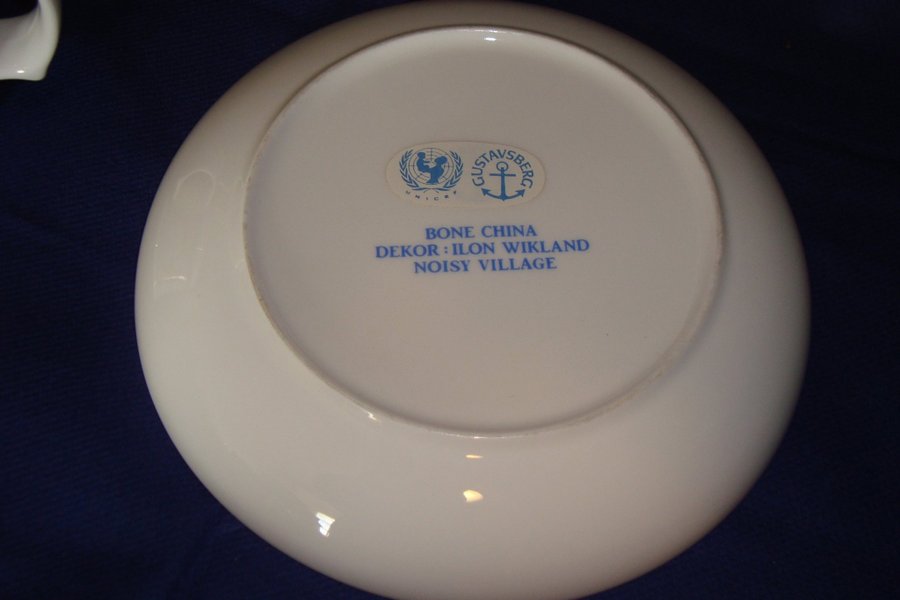 UNICEF
GUSTAVSBERG
BONE CHINA
DEKOR : ILON WIKLAND
NOISY VILLAGE